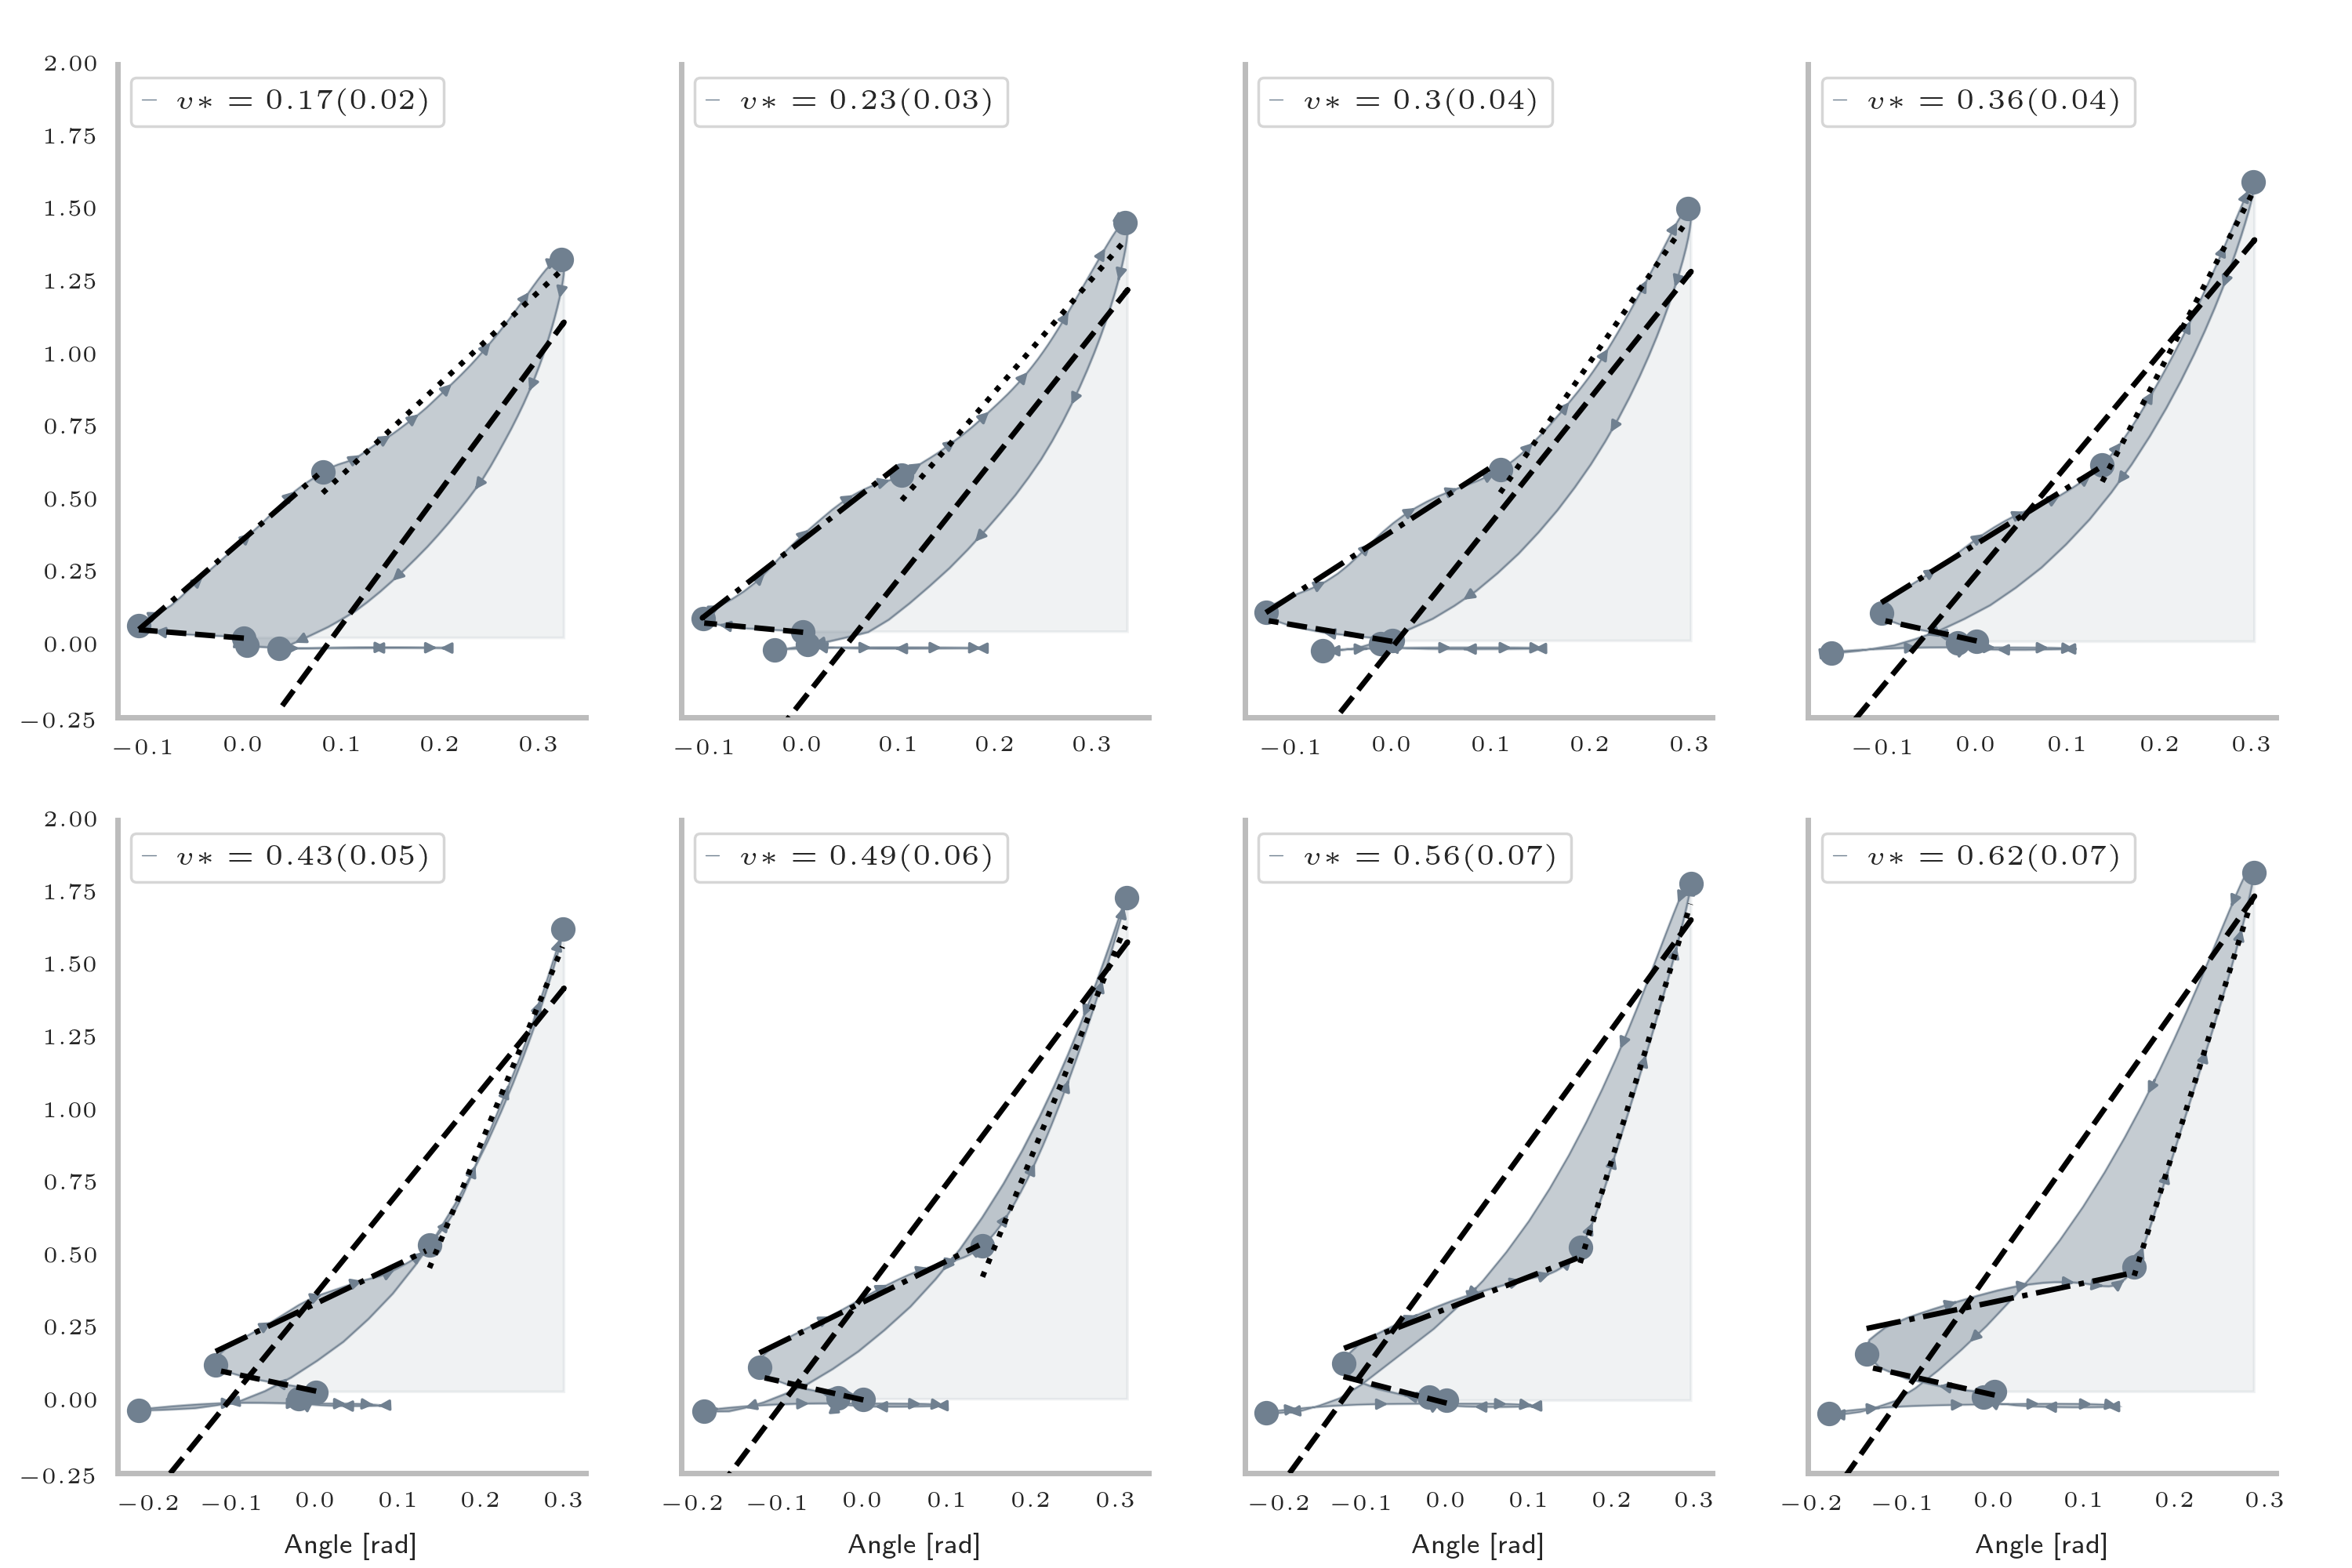 2.00
1.75
1.50
1.25
1.00
0.75
0.50
0.25
0.00
−0.25
v∗ = 0.17(0.02)
−0.1 0.0 0.1 0.2 0.3
v∗ = 0.23(0.03)
−0.1 0.0 0.1 0.2 0.3
v∗ = 0.3(0.04)
−0.1 0.0 0.1 0.2 0.3
v∗ = 0.36(0.04)
−0.1 0.0 0.1 0.2 0.3
2.00
1.75
1.50
1.25
1.00
0.75
0.50
0.25
0.00
−0.25
v∗ = 0.43(0.05)
−0.2 −0.1 0.0 0.1 0.2 0.3
Angle [rad]
v∗ = 0.49(0.06)
−0.2 −0.1 0.0 0.1 0.2 0.3
Angle [rad]
v∗ = 0.56(0.07)
−0.2 −0.1 0.0 0.1 0.2 0.3
Angle [rad]
v∗ = 0.62(0.07)
−0.2 −0.1 0.0 0.1 0.2 0.3
Angle [rad]